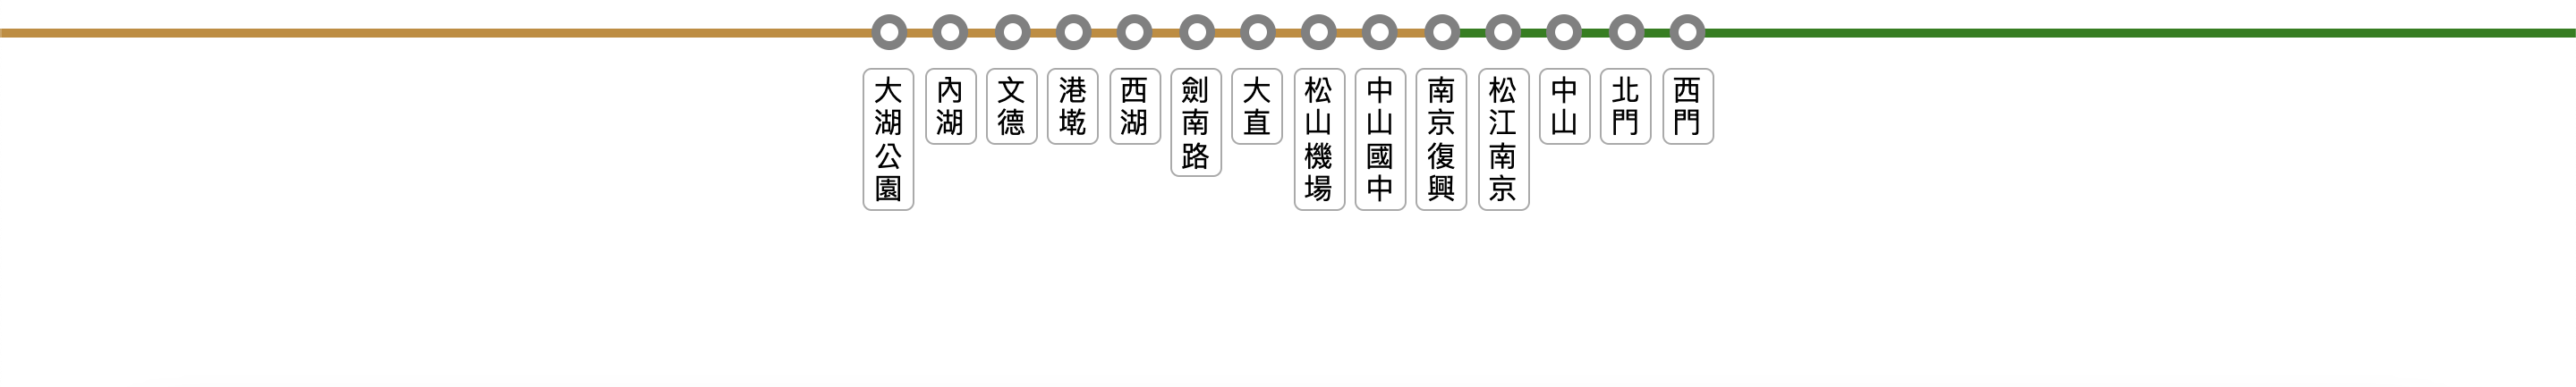 大湖公園
內湖
文德
港墘
西湖
劍南路
大直
松山機場
中山國中
南京復興
松江南京
中山
北門
西門